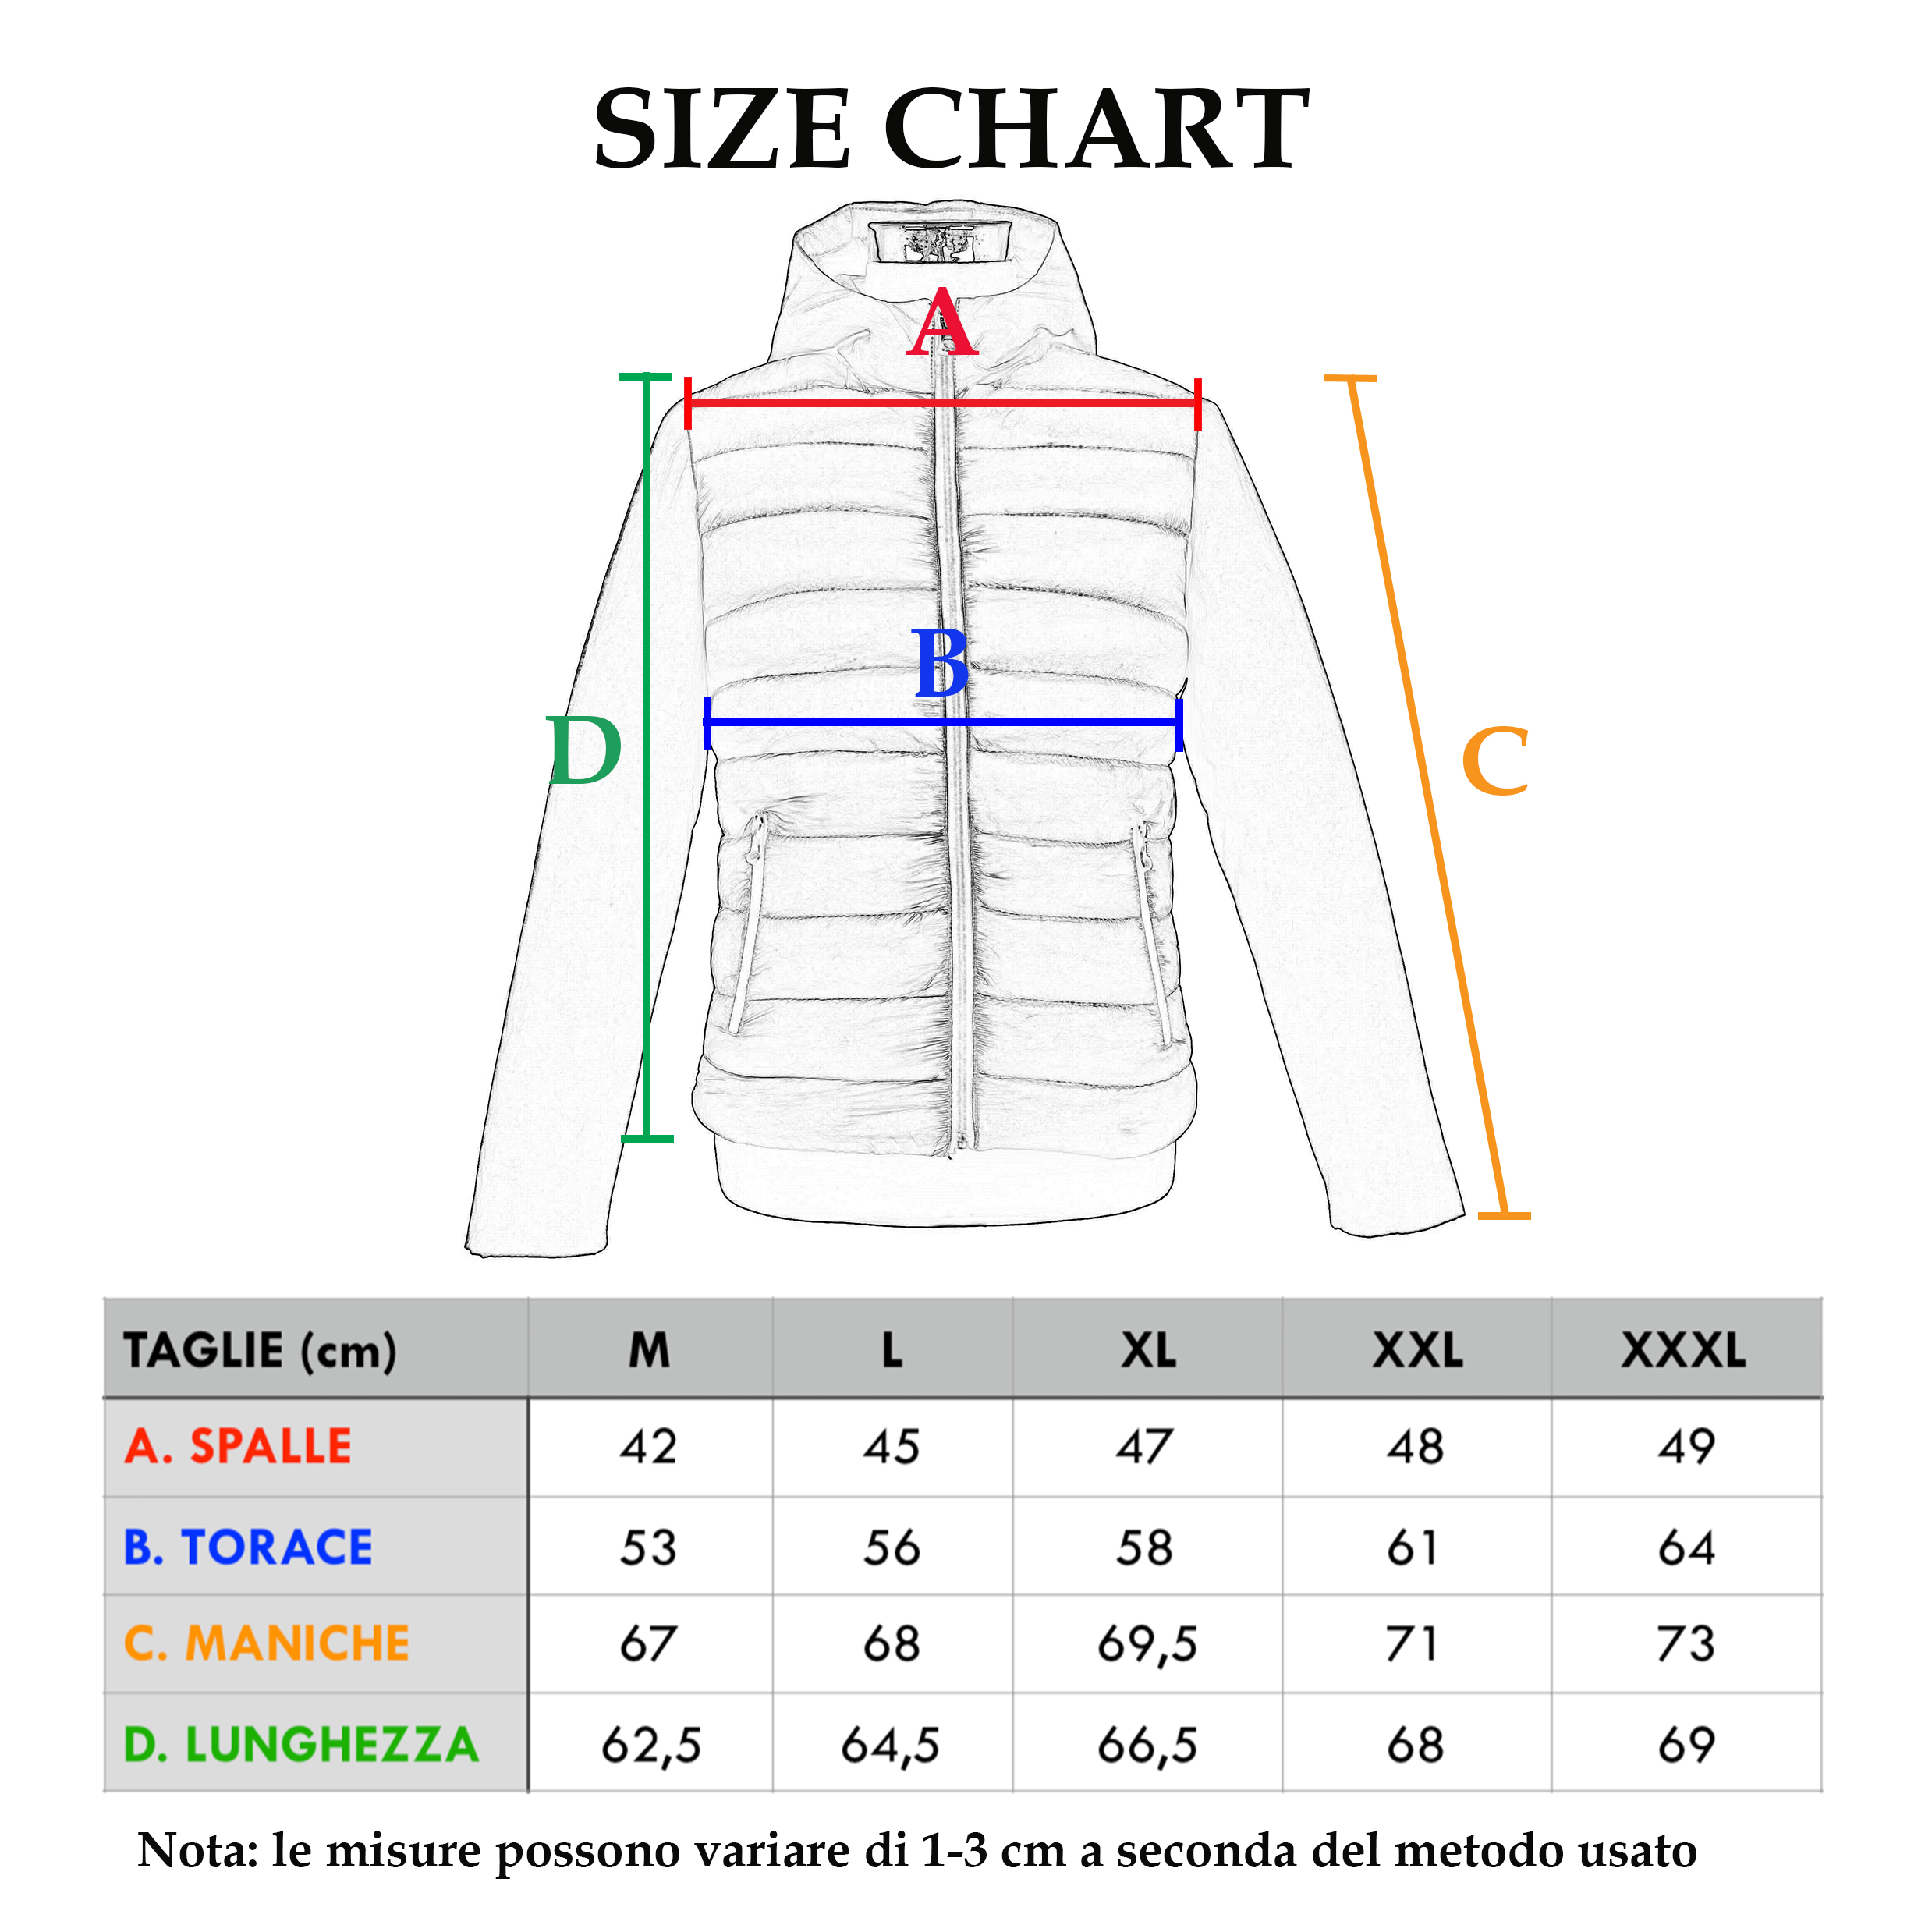 SIZE CHART
A
B
D
C
TAGLIE (cm) M L XL XXL XXXL
A. SPALLE 42 45 47 48 49
B. TORACE 53 56 58 61 64
C. MANICHE 67 68 69,5 71 73
D. LUNGHEZZA 62,5 64,5 66,5 68 69
Nota: le misure possono variare di 1-3 cm a seconda del metodo usato